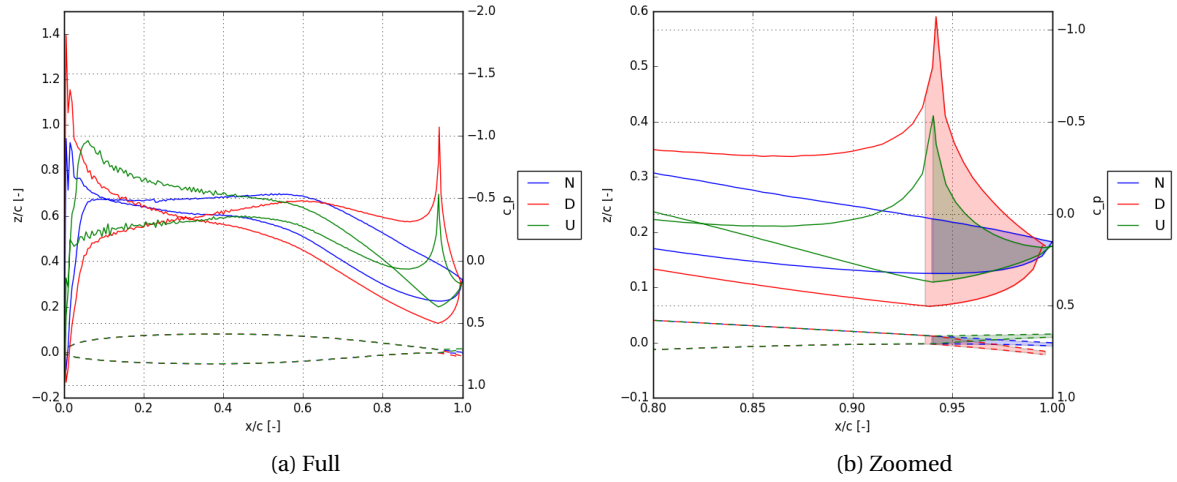 1.4
1.2
1.0
0.8
0.6
0.4
0.2
0.0
−0.2
z/c [-]
0.0 0.2 0.4 0.6 0.8 1.0
x/c [-]
−2.0
−1.5
−1.0
−0.5
0.0
0.5
1.0
c_p
N
D
U
(a) Full
0.6
0.5
0.4
0.3
0.2
0.1
0.0
−0.1
z/c [-]
0.80 0.85 0.90 0.95 1.00
x/c [-]
−1.0
−0.5
0.0
0.5
1.0
c_p
N
D
U
(b) Zoomed